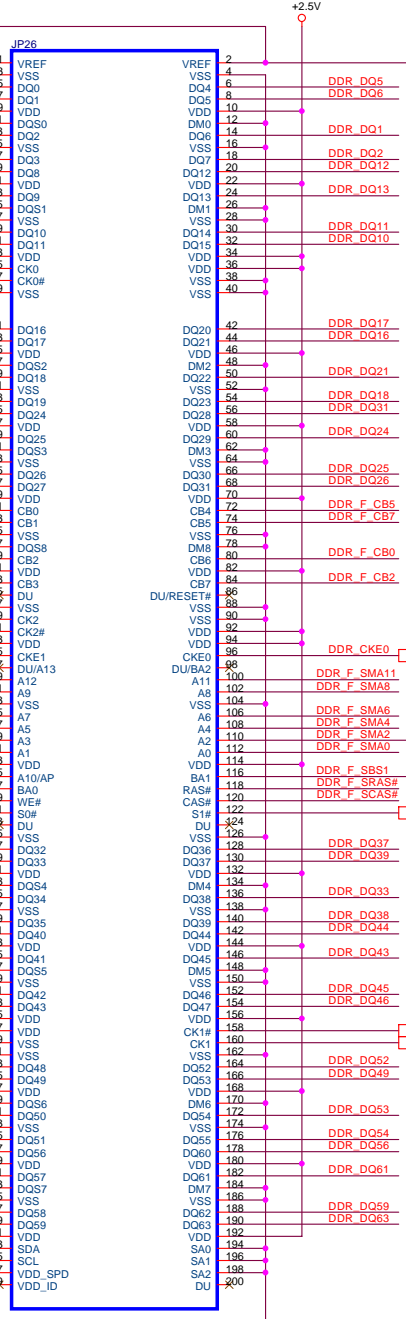 +2.5V
JP26
VREF VREF 2
VSS VSS 4
DQ0 DQ4 6 DDR_DQ5
DQ1 DQ5 8 DDR_DQ6
VDD VDD 10
DQS0 DM0 12
DQ2 DQ6 14 DDR_DQ1
VSS VSS 16
DQ3 DQ7 18 DDR_DQ2
DQ8 DQ12 20 DDR_DQ12
VDD VDD 22
DQ9 DQ13 24 DDR_DQ13
DQS1 DM1 26
VSS VSS 28
DQ10 DQ14 30 DDR_DQ11
DQ11 DQ15 32 DDR_DQ10
VDD VDD 34
CK0 VDD 36
CK0# VSS 38
VSS VSS 40
DQ16 DQ20 42 DDR_DQ17
DQ17 DQ21 44 DDR_DQ16
VDD VDD 46
DQS2 DM2 48
DQ18 DQ22 50 DDR_DQ21
VSS VSS 52
DQ19 DQ23 54 DDR_DQ18
DQ24 DQ28 56 DDR_DQ31
VDD VDD 58
DQ25 DQ29 60 DDR_DQ24
DQS3 DM3 62
VSS VSS 64
DQ26 DQ30 66 DDR_DQ25
DQ27 DQ31 68 DDR_DQ26
VDD VDD 70
CB0 CB4 72 DDR_F_CB5
CB1 CB5 74 DDR_F_CB7
VSS VSS 76
DQS8 DM8 78
CB2 CB6 80 DDR_F_CB0
VDD VDD 82
CB3 CB7 84 DDR_F_CB2
DU DU/RESET# 86
VSS VSS 88
CK2 VSS 90
CK2# VDD 92
VDD VDD 94
CKE1 CKE0 96 DDR_CKE0
DU/A13 DU/BA2 98
A12 A11 100 DDR_F_SMA11
A9 A8 102 DDR_F_SMA8
VSS VSS 104
A7 A6 106 DDR_F_SMA6
A5 A4 108 DDR_F_SMA4
A3 A2 110 DDR_F_SMA2
A1 A0 112 DDR_F_SMA0
VDD VDD 114
A10/AP BA1 116 DDR_F_SBS1
BA0 RAS# 118 DDR_F_SRAS#
WE# CAS# 120 DDR_F_SCAS#
S0# S1# 122
DU DU 124
VSS VSS 126
DQ32 DQ36 128 DDR_DQ37
DQ33 DQ37 130 DDR_DQ39
VDD VDD 132
DQS4 DM4 134
DQ34 DQ38 136 DDR_DQ33
VSS VSS 138
DQ35 DQ39 140 DDR_DQ38
DQ40 DQ44 142 DDR_DQ44
VDD VDD 144
DQ41 DQ45 146 DDR_DQ43
DQS5 DM5 148
VSS VSS 150
DQ42 DQ46 152 DDR_DQ45
DQ43 DQ47 154 DDR_DQ46
VDD VDD 156
VDD CK1# 158
VSS CK1 160
VSS VSS 162
DQ48 DQ52 164 DDR_DQ52
DQ49 DQ53 166 DDR_DQ49
VDD VDD 168
DQS6 DM6 170
DQ50 DQ54 172 DDR_DQ53
VSS VSS 174
DQ51 DQ55 176 DDR_DQ54
DQ56 DQ60 178 DDR_DQ56
VDD VDD 180
DQ57 DQ61 182 DDR_DQ61
DQS7 DM7 184
VSS VSS 186
DQ58 DQ62 188 DDR_DQ59
DQ59 DQ63 190 DDR_DQ63
VDD VDD 192
SDA SA0 194
SCL SA1 196
VDD_SPD SA2 198
VDD_ID DU 200